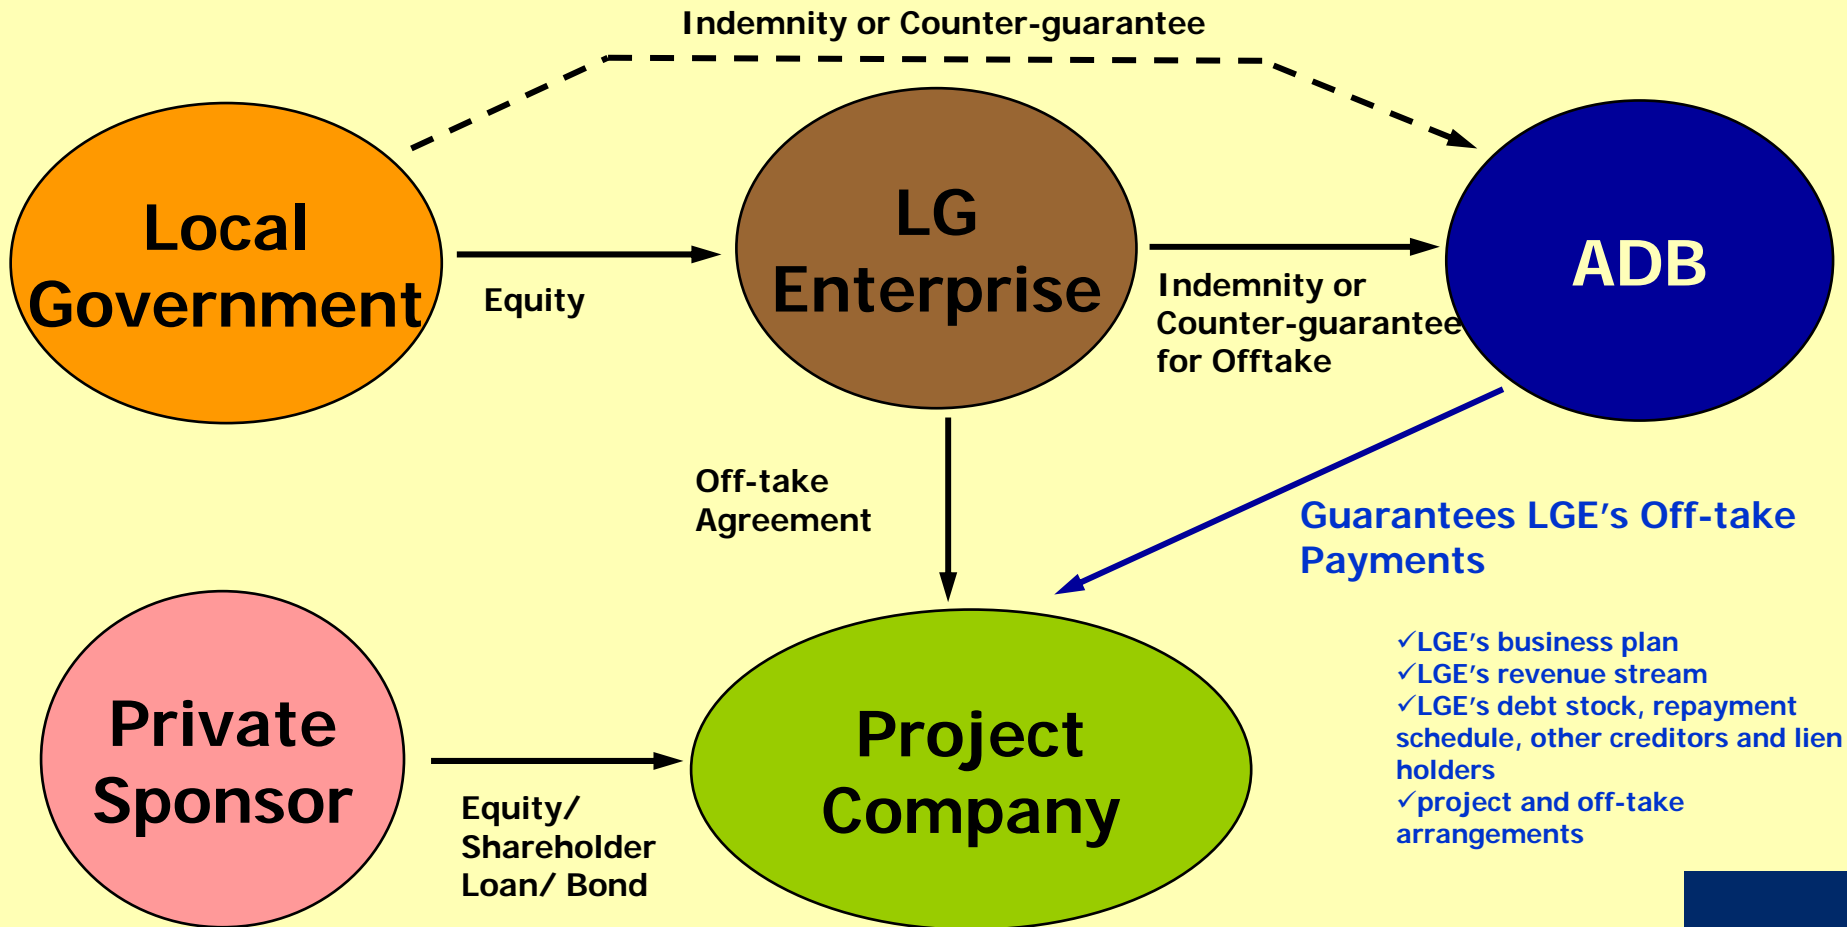 Indemnity or Counter-guarantee
Local
Government
Equity
LG
Enterprise
Indemnity or
Counter-guarantee
for Offtake
ADB
Off-take
Agreement
Guarantees LGE's Off-take
Payments
Private
Sponsor
Equity/
Shareholder
Loan/ Bond
Project
Company
✓LGE's business plan
✓LGE's revenue stream
✓LGE's debt stock, repayment
schedule, other creditors and lien
holders
✓project and off-take
arrangements